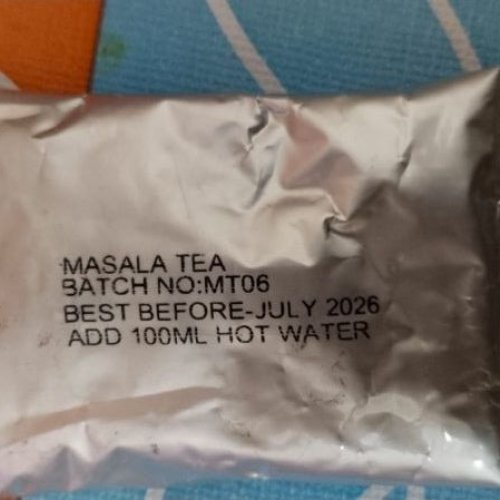 MASALA TEA
BATCH NO:MT06
BEST BEFORE-JULY 2026
ADD 100ML HOT WATER